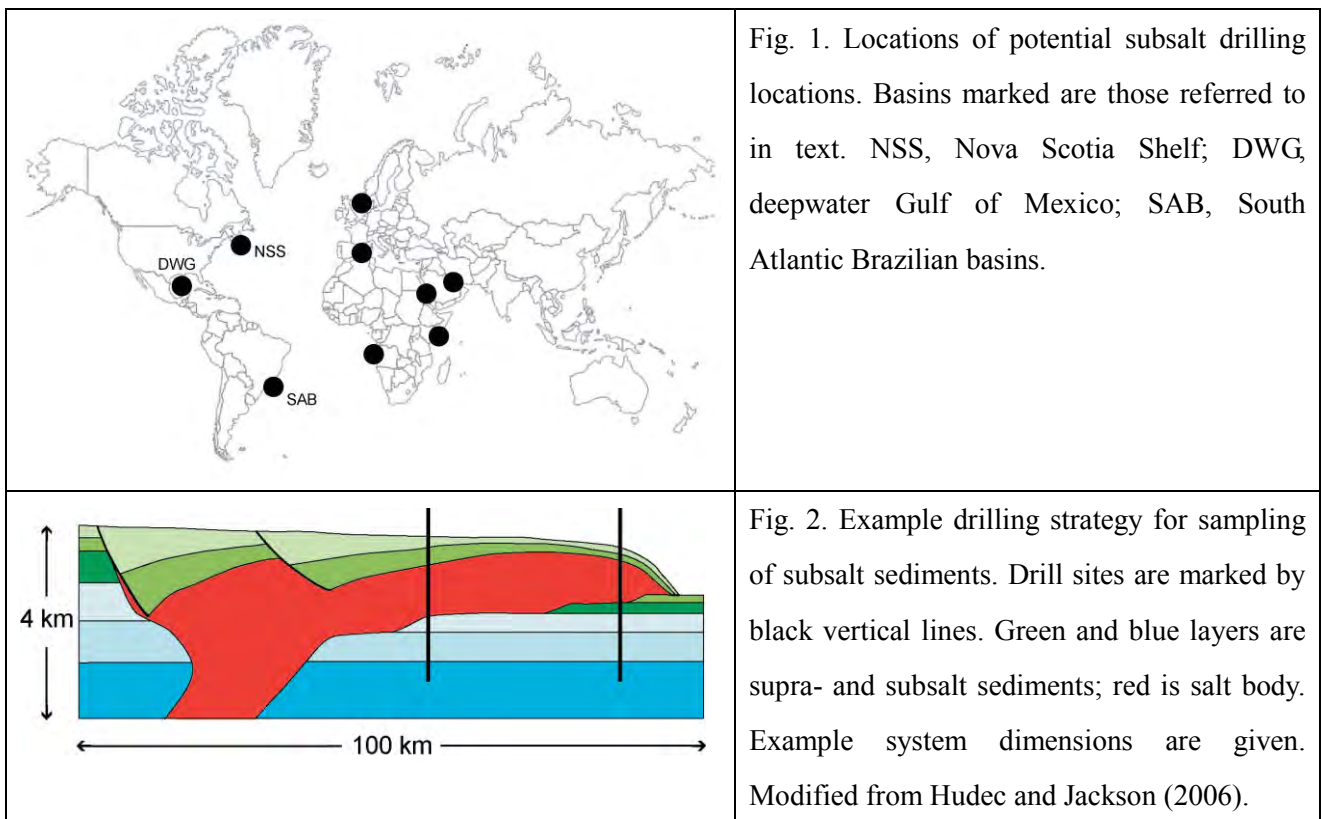 NSS
DWG
SAB
Fig. 1. Locations of potential subsalt drilling
locations. Basins marked are those referred to
in text. NSS, Nova Scotia Shelf; DWG,
deepwater Gulf of Mexico; SAB, South
Atlantic Brazilian basins.
4 km
100 km
Fig. 2. Example drilling strategy for sampling
of subsalt sediments. Drill sites are marked by
black vertical lines. Green and blue layers are
supra- and subsalt sediments; red is salt body.
Example system dimensions are given.
Modified from Hudec and Jackson (2006).